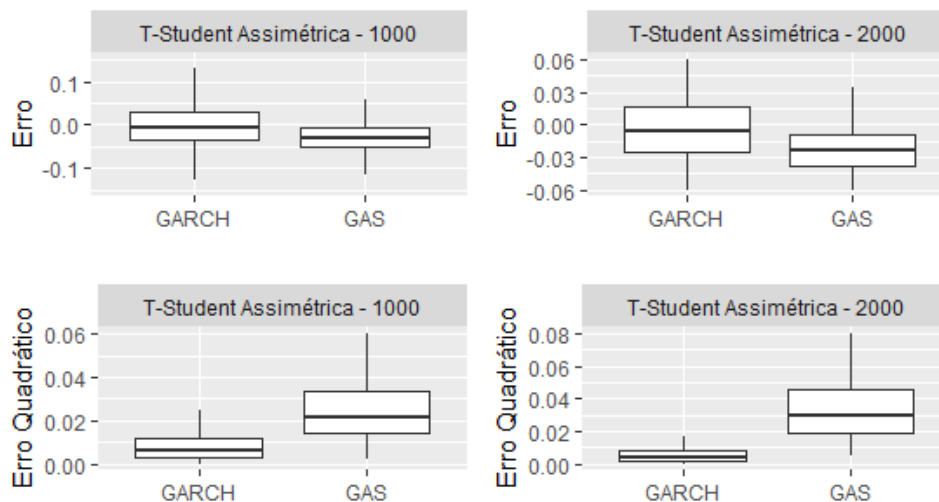 T-Student Assimétrica - 1000
Erro
0.1
0.0
-0.1
GARCH
GAS
T-Student Assimétrica - 2000
Erro
0.06
0.03
0.00
-0.03
-0.06
GARCH
GAS
T-Student Assimétrica - 1000
Erro Quadrático
0.06
0.04
0.02
0.00
GARCH
GAS
T-Student Assimétrica - 2000
Erro Quadrático
0.08
0.06
0.04
0.02
0.00
GARCH
GAS